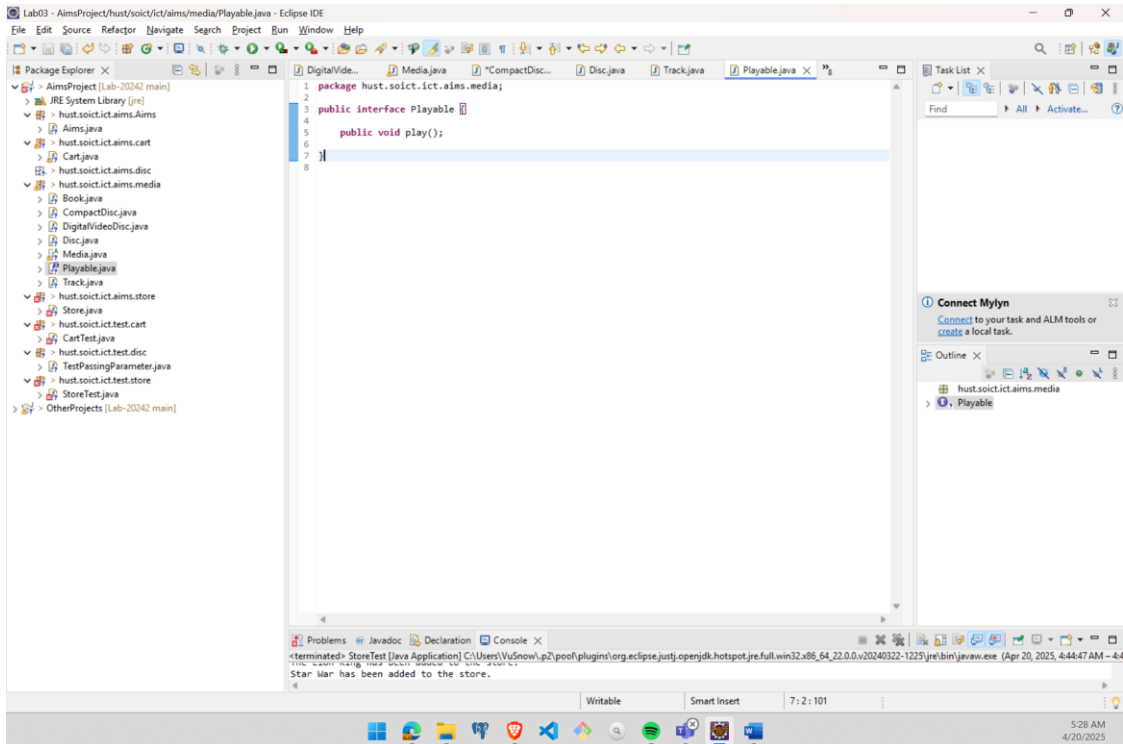 Lab03 - AimsProject/hust/soict/ict/aims/media/Playable.java - Eclipse IDE
File Edit Source Refactor Navigate Search Project Run Window Help
Package Explorer
DigitalVide...
Media.java
*CompactDisc...
Disc.java
Track.java
Playable.java
Task List
AimsProject [Lab-20242 main]
JRE System Library [jre]
> hust.soict.ict.aims.Aims
> Aims.java
> hust.soict.ict.aims.cart
> Cart.java
> hust.soict.ict.aims.disc
> hust.soict.ict.aims.media
> Book.java
> CompactDisc.java
> DigitalVideoDisc.java
> Disc.java
> Media.java
> Playable.java
> Track.java
> hust.soict.ict.aims.store
> Store.java
> hust.soict.ict.test.cart
> CartTest.java
> hust.soict.ict.test.disc
> TestPassingParameter.java
> hust.soict.ict.test.store
> StoreTest.java
> OtherProjects [Lab-20242 main]
1 package hust.soict.ict.aims.media;
2
3 public interface Playable {
4
5 public void play();
6
7 }
8
Find All Activate...
Connect Mylyn
Connect to your task and ALM tools or
create a local task.
Outline
hust.soict.ict.aims.media
Playable
Problems Javadoc Declaration Console
<terminated> StoreTest [Java Application] C:\Users\VuSnow\.p2\pool\plugins\org.eclipse.justj.openjdk.hotspot.jre.full.win32.x86_64_22.0.0.v20240322-1225\jre\bin\javaw.exe (Apr 20, 2025, 4:44:47 AM – 4:4
The Lion King has been added to the store.
Star War has been added to the store.
Writable Smart Insert 7 : 2 : 101
5:28 AM
4/20/2025